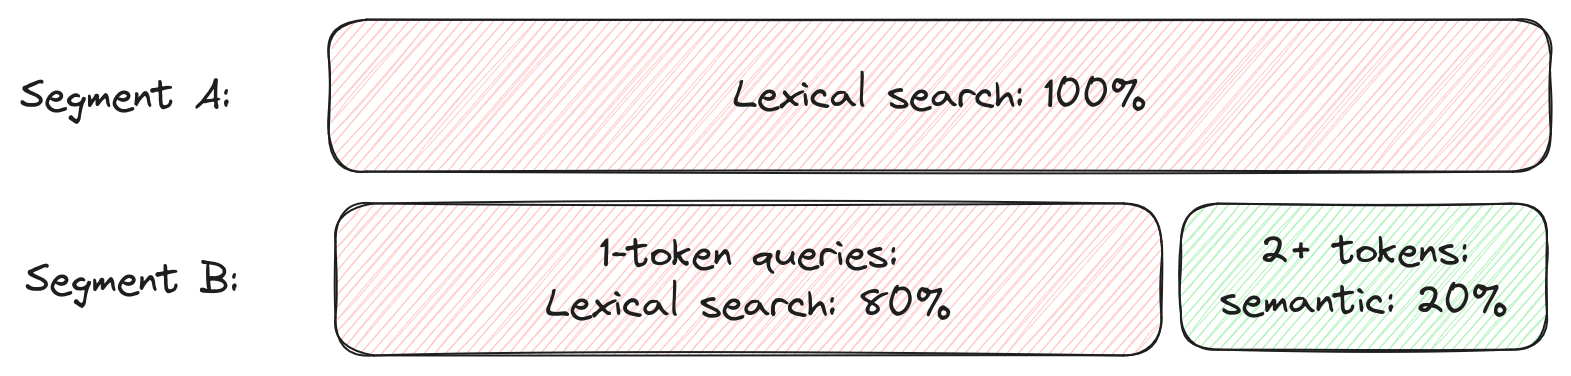 Segment A:
Lexical search: 100%
Segment B:
1-token queries:
Lexical search: 80%
2+ tokens:
semantic: 20%